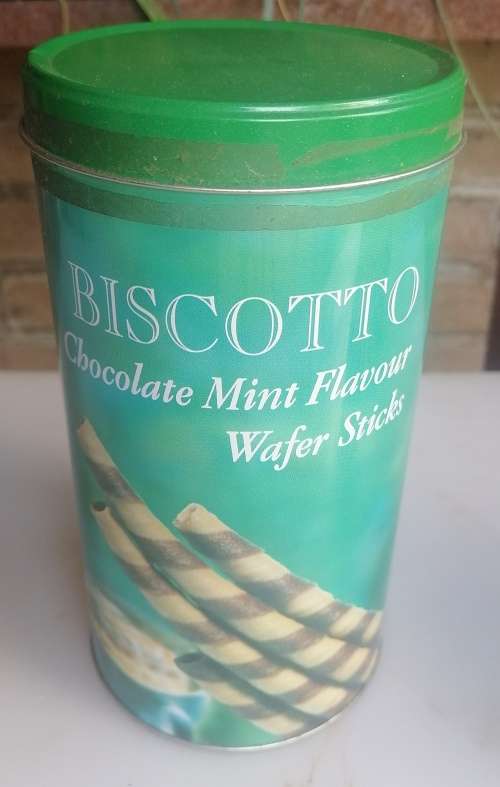 BISCOTTO
Chocolate Mint Flavour
Wafer Sticks